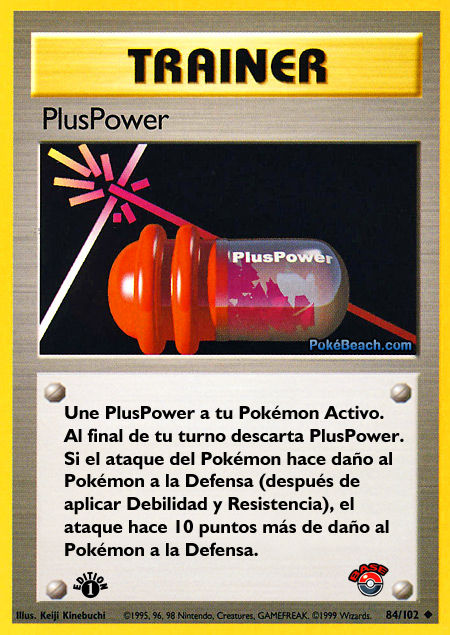 TRAINER
PlusPower
PlusPower
PokéBeach.com
Une PlusPower a tu Pokémon Activo.
Al final de tu turno descarta PlusPower.
Si el ataque del Pokémon hace daño al
Pokémon a la Defensa (después de
aplicar Debilidad y Resistencia), el
ataque hace 10 puntos más de daño al
Pokémon a la Defensa.
EDITION
1
BASE
Illus. Keiji Kinebuchi ©1995, 96, 98 Nintendo, Creatures, GAMEFREAK. ©1999 Wizards. 84/102